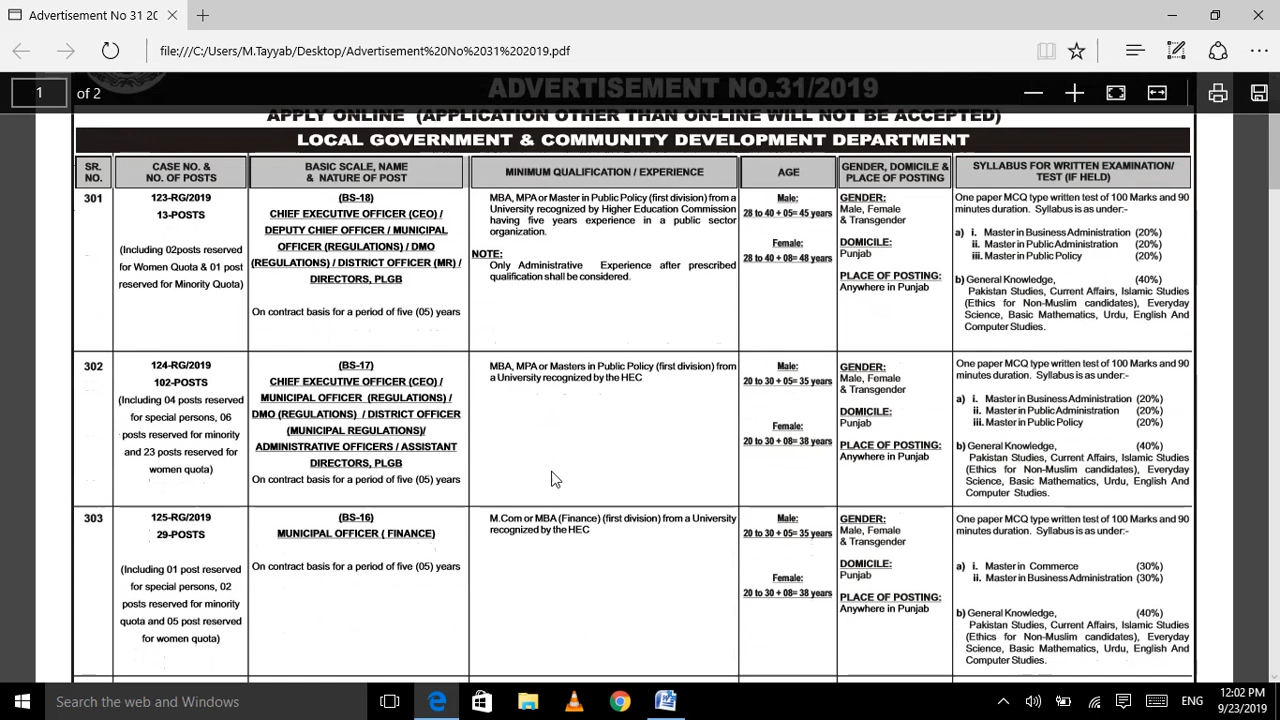 Advertisement No 31 20
file:///C:/Users/M.Tayyab/Desktop/Advertisement%20No%2031%202019.pdf
1 of 2
ADVERTISEMENT NO.31/2019
APPLY ONLINE (APPLICATION OTHER THAN ON-LINE WILL NOT BE ACCEPTED)
LOCAL GOVERNMENT & COMMUNITY DEVELOPMENT DEPARTMENT
SR. NO.
CASE NO. & NO. OF POSTS
BASIC SCALE, NAME & NATURE OF POST
MINIMUM QUALIFICATION / EXPERIENCE
AGE
GENDER, DOMICILE & PLACE OF POSTING
SYLLABUS FOR WRITTEN EXAMINATION/ TEST (IF HELD)
301
123-RG/2019
13-POSTS
(Including 02posts reserved
for Women Quota & 01 post
reserved for Minority Quota)
(BS-18)
CHIEF EXECUTIVE OFFICER (CEO) /
DEPUTY CHIEF OFFICER / MUNICIPAL
OFFICER (REGULATIONS) / DMO
(REGULATIONS) / DISTRICT OFFICER (MR) /
DIRECTORS, PLGB
On contract basis for a period of five (05) years
MBA, MPA or Master in Public Policy (first division) from a
University recognized by Higher Education Commission
having five years experience in a public sector
organization.
NOTE:
Only Administrative Experience after prescribed
qualification shall be considered.
Male:
28 to 40 + 05= 45 years
Female:
28 to 40 + 08= 48 years
GENDER:
Male, Female
& Transgender
DOMICILE:
Punjab
PLACE OF POSTING:
Anywhere in Punjab
One paper MCQ type written test of 100 Marks and 90
minutes duration. Syllabus is as under:-
a) i. Master in Business Administration (20%)
ii. Master in Public Administration (20%)
iii. Master in Public Policy (20%)
b) General Knowledge, (40%)
Pakistan Studies, Current Affairs, Islamic Studies
(Ethics for Non-Muslim candidates), Everyday
Science, Basic Mathematics, Urdu, English And
Computer Studies.
302
124-RG/2019
102-POSTS
(Including 04 posts reserved
for special persons, 06
posts reserved for minority
and 23 posts reserved for
women quota)
(BS-17)
CHIEF EXECUTIVE OFFICER (CEO) /
MUNICIPAL OFFICER (REGULATIONS) /
DMO (REGULATIONS) / DISTRICT OFFICER
(MUNICIPAL REGULATIONS)/
ADMINISTRATIVE OFFICERS / ASSISTANT
DIRECTORS, PLGB
On contract basis for a period of five (05) years
MBA, MPA or Masters in Public Policy (first division) from
a University recognized by the HEC
Male:
20 to 30 + 05= 35 years
Female:
20 to 30 + 08= 38 years
GENDER:
Male, Female
& Transgender
DOMICILE:
Punjab
PLACE OF POSTING:
Anywhere in Punjab
One paper MCQ type written test of 100 Marks and 90
minutes duration. Syllabus is as under:-
a) i. Master in Business Administration (20%)
ii. Master in Public Administration (20%)
iii. Master in Public Policy (20%)
b) General Knowledge, (40%)
Pakistan Studies, Current Affairs, Islamic Studies
(Ethics for Non-Muslim candidates), Everyday
Science, Basic Mathematics, Urdu, English And
Computer Studies.
303
125-RG/2019
29-POSTS
(Including 01 post reserved
for special persons, 02
posts reserved for minority
quota and 05 post reserved
for women quota)
(BS-16)
MUNICIPAL OFFICER ( FINANCE)
On contract basis for a period of five (05) years
M.Com or MBA (Finance) (first division) from a University
recognized by the HEC
Male:
20 to 30 + 05= 35 years
Female:
20 to 30 + 08= 38 years
GENDER:
Male, Female
& Transgender
DOMICILE:
Punjab
PLACE OF POSTING:
Anywhere in Punjab
One paper MCQ type written test of 100 Marks and 90
minutes duration. Syllabus is as under:-
a) i. Master in Commerce (30%)
ii. Master in Business Administration (30%)
b) General Knowledge, (40%)
Pakistan Studies, Current Affairs, Islamic Studies
(Ethics for Non-Muslim candidates), Everyday
Science, Basic Mathematics, Urdu, English And
Computer Studies.
Search the web and Windows
ENG
12:02 PM
9/23/2019